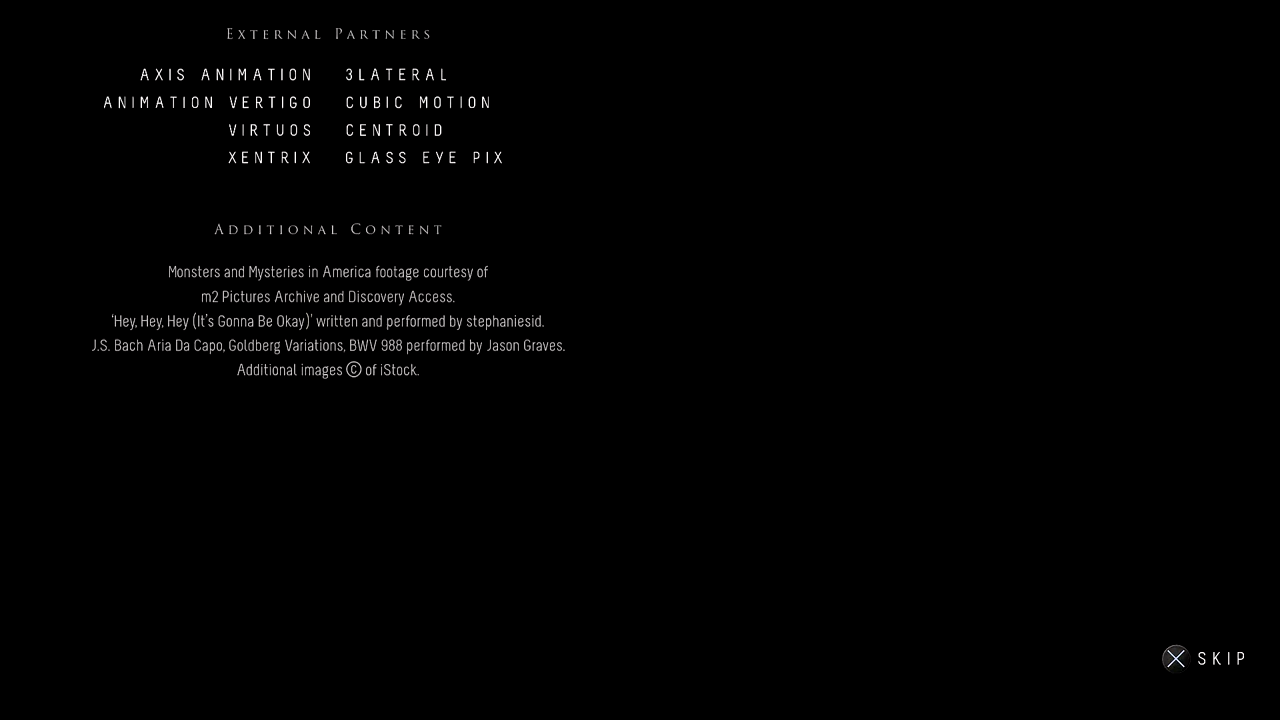 External Partners
AXIS ANIMATION 3LATERAL
ANIMATION VERTIGO CUBIC MOTION
VIRTUOS CENTROID
XENTRIX GLASS EYE PIX
Additional Content
Monsters and Mysteries in America footage courtesy of
m2 Pictures Archive and Discovery Access.
'Hey, Hey, Hey (It's Gonna Be Okay)' written and performed by stephaniesid.
J.S. Bach Aria Da Capo, Goldberg Variations, BWV 988 performed by Jason Graves.
Additional images © of iStock.
SKIP